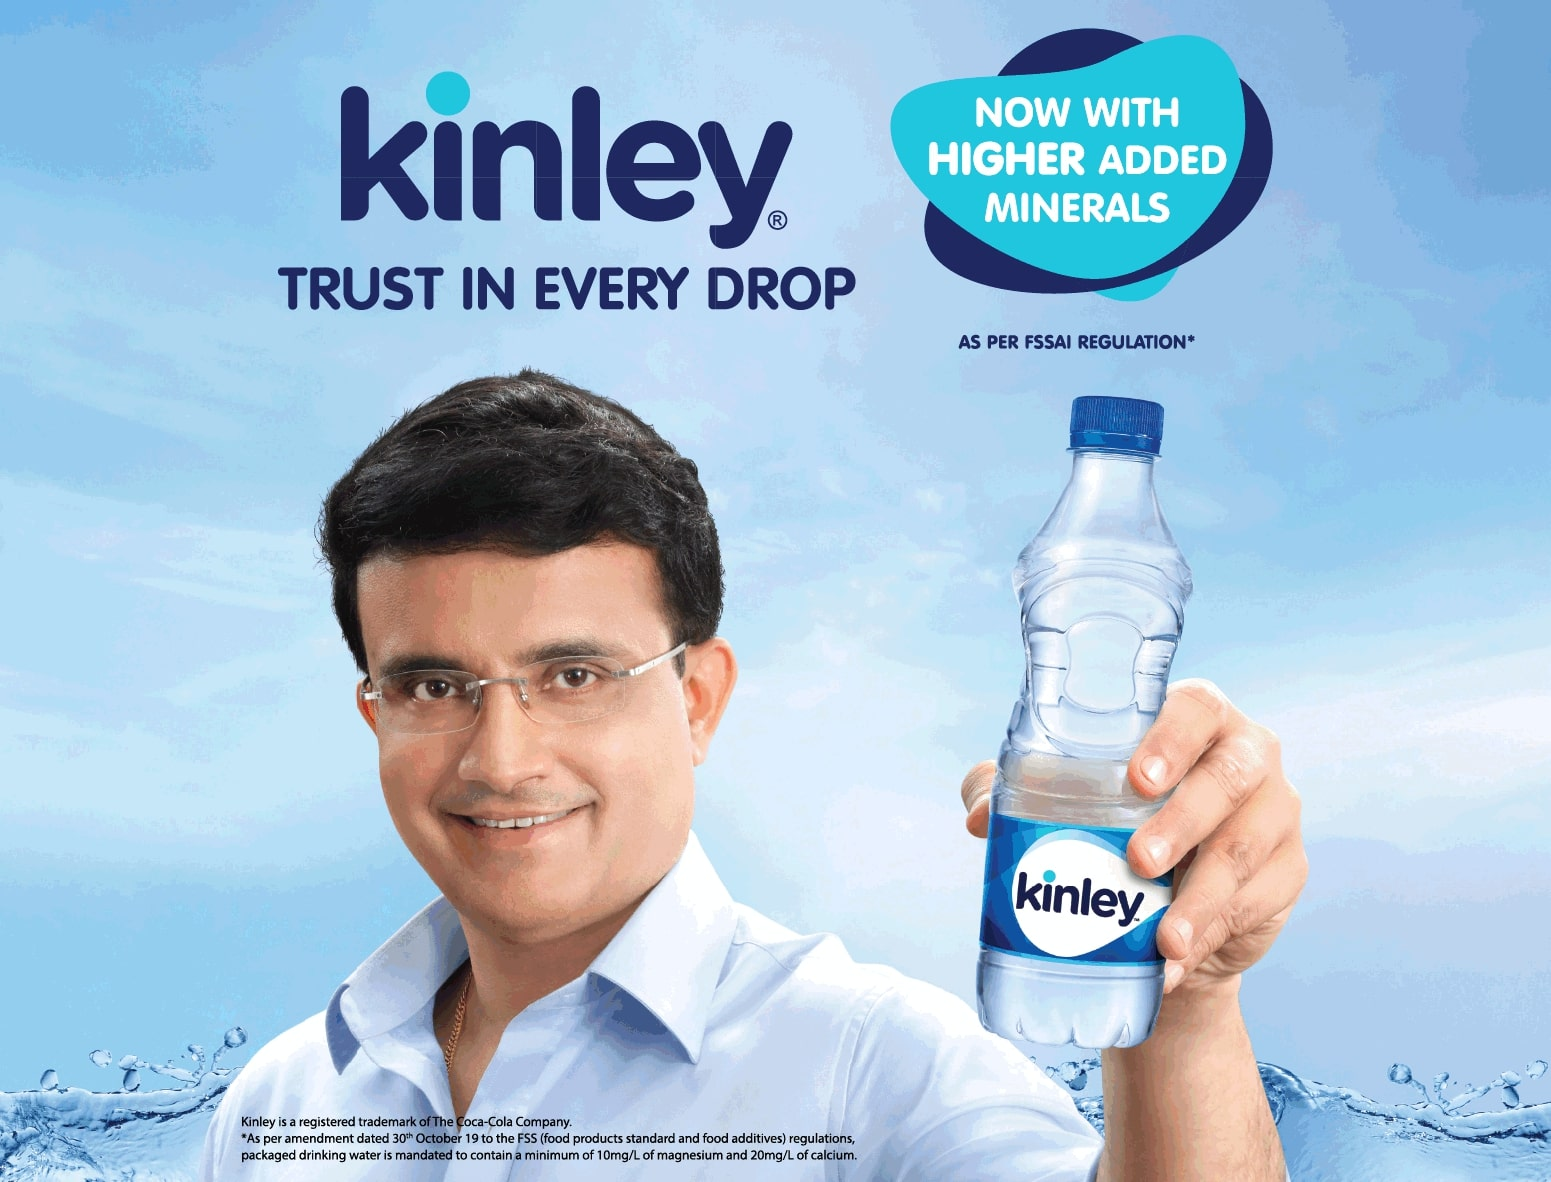 kinley®
TRUST IN EVERY DROP
NOW WITH
HIGHER ADDED
MINERALS
AS PER FSSAI REGULATION*
kinley™
Kinley is a registered trademark of The Coca-Cola Company.
*As per amendment dated 30th October 19 to the FSS (food products standard and food additives) regulations,
packaged drinking water is mandated to contain a minimum of 10mg/L of magnesium and 20mg/L of calcium.